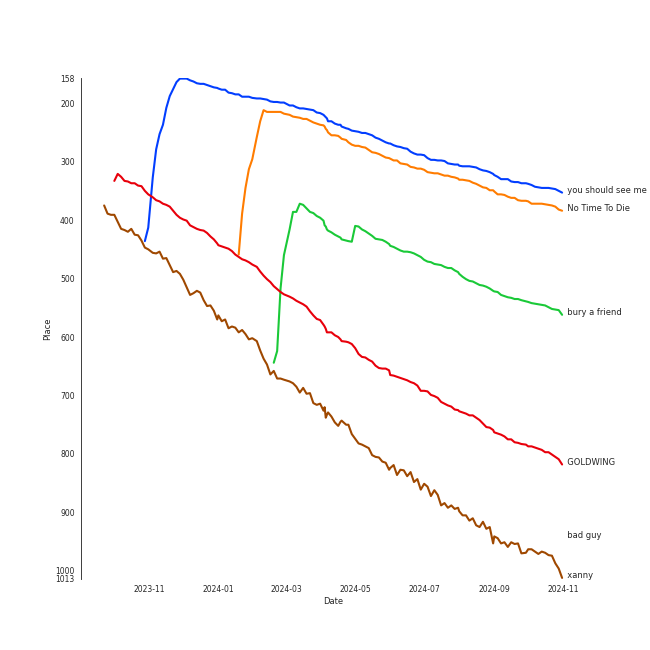 158
200
300
400
500
600
700
800
900
1000
1013
Place
you should see me
No Time To Die
bury a friend
GOLDWING
bad guy
xanny
2023-11
2024-01
2024-03
2024-05
2024-07
2024-09
2024-11
Date